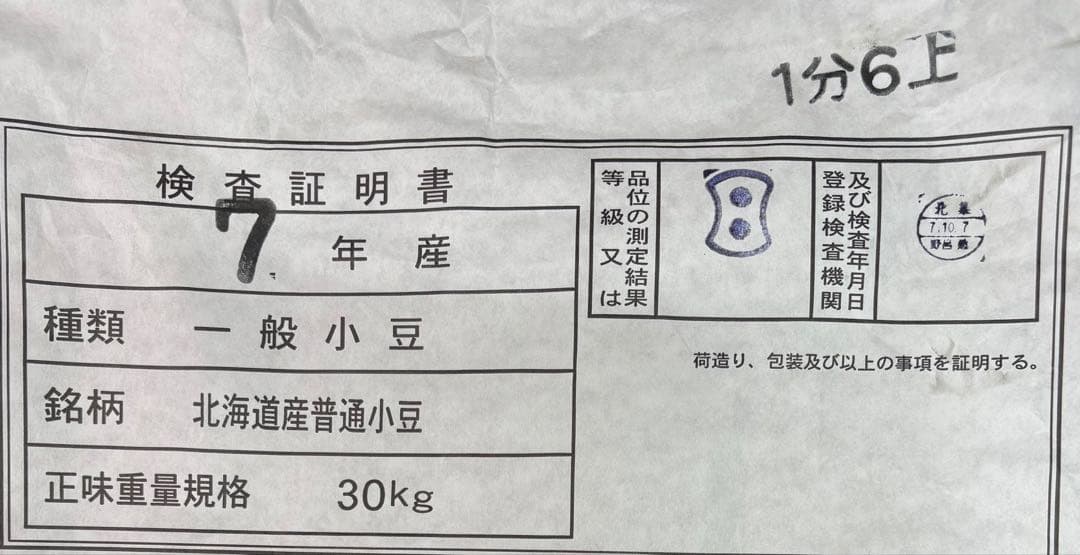 1分6上
検査証明書
7年産
種類 一般小豆
銘柄 北海道産普通小豆
正味重量規格 30kg
等級又は
品位の測定結果
登録検査機関
及び検査年月日
7.10.7
荷造り、包装及び以上の事項を証明する。